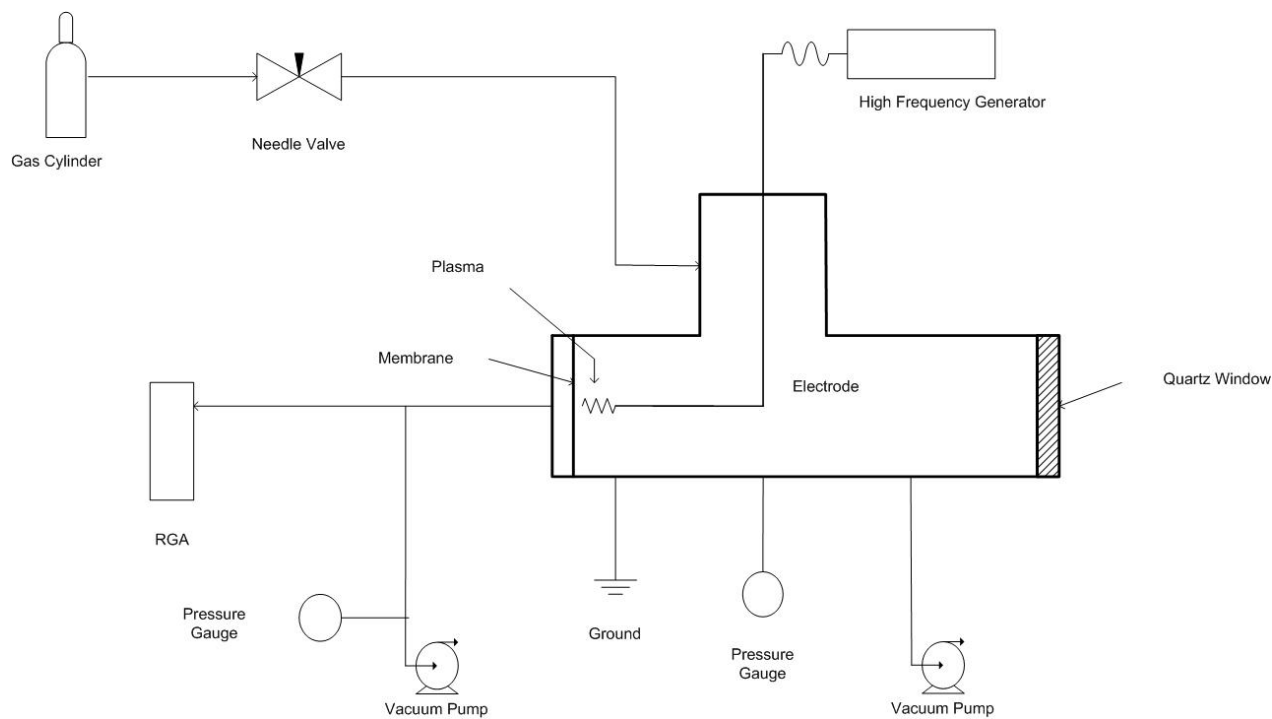 High Frequency Generator
Needle Valve
Gas Cylinder
Plasma
Membrane
Electrode
Quartz Window
RGA
Pressure
Gauge
Ground
Pressure
Gauge
Vacuum Pump
Vacuum Pump